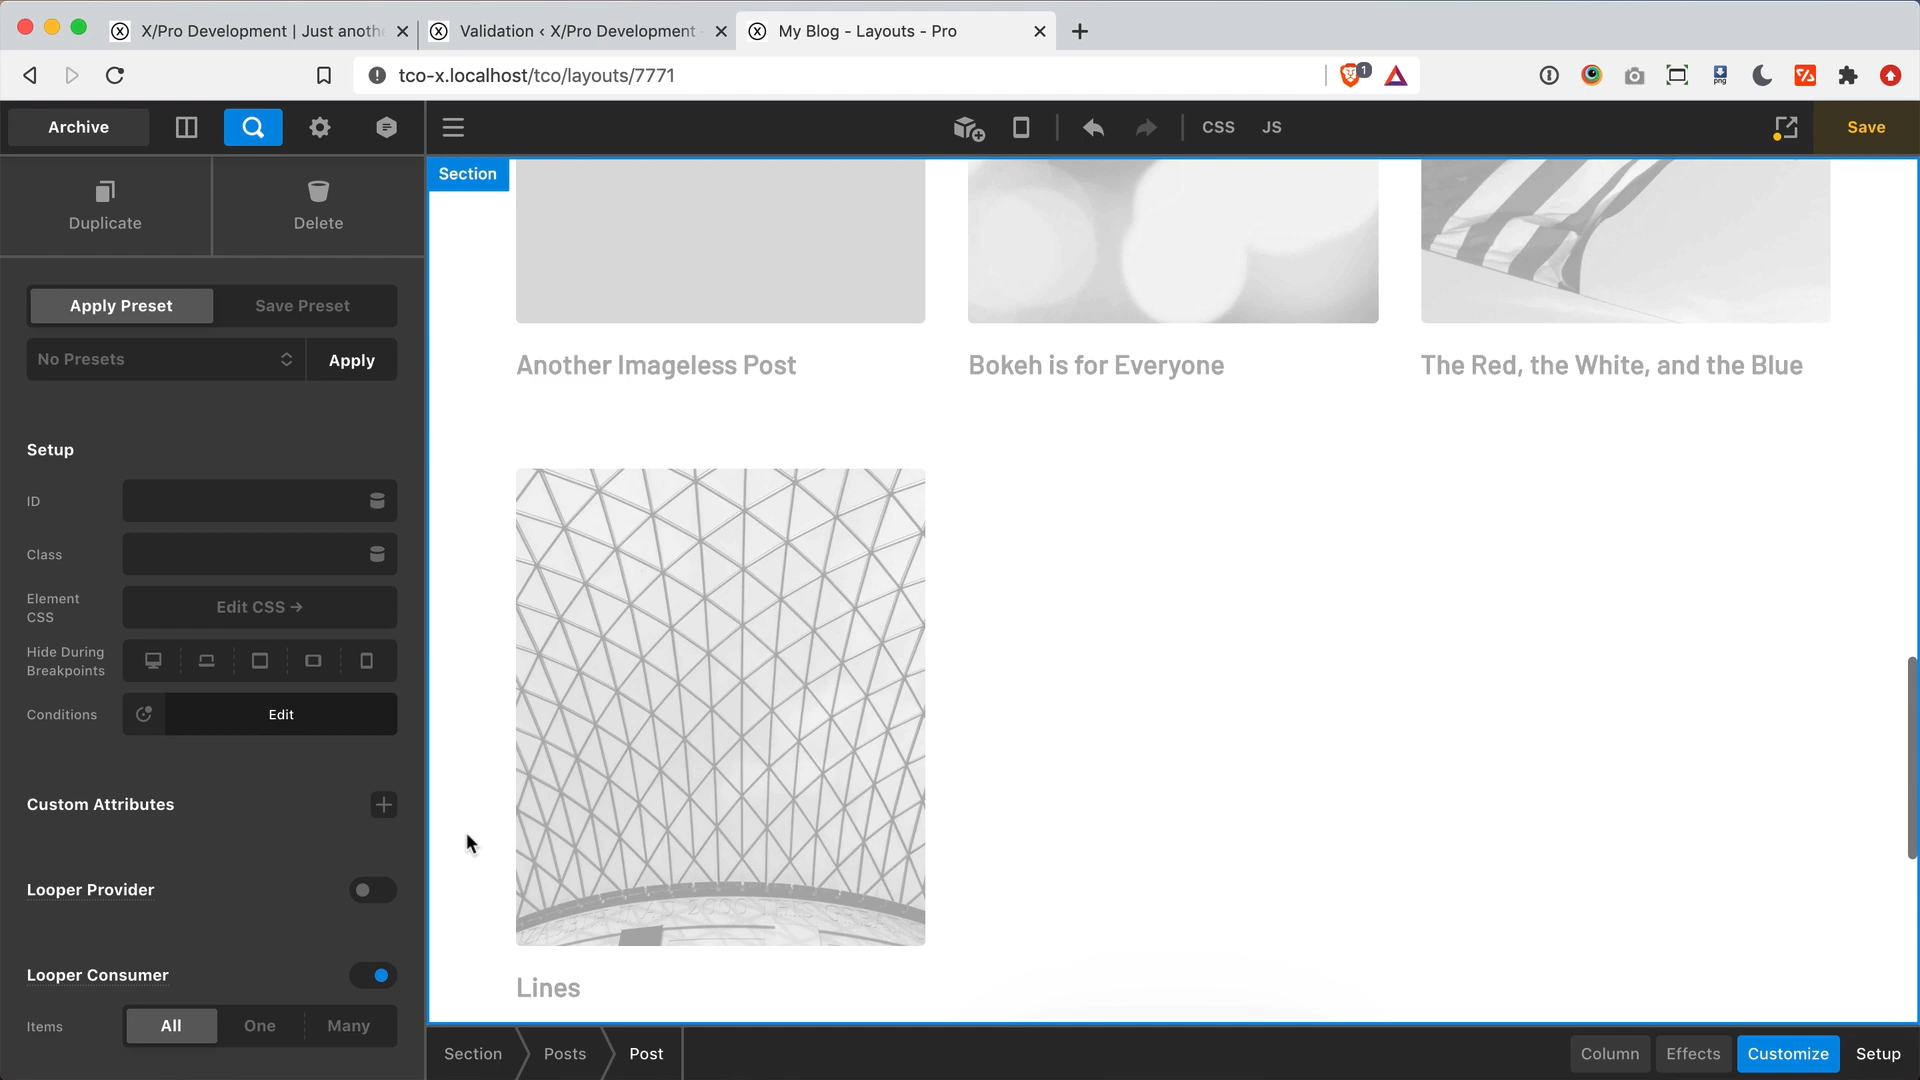 X/Pro Development | Just anoth
Validation ‹ X/Pro Development
My Blog - Layouts - Pro
tco-x.localhost/tco/layouts/7771
1
png
Archive
CSS
JS
Save
Section
Duplicate
Delete
Apply Preset
Save Preset
No Presets
Apply
Another Imageless Post
Bokeh is for Everyone
The Red, the White, and the Blue
Setup
ID
Class
Element
CSS
Edit CSS →
Hide During
Breakpoints
Conditions
Edit
Custom Attributes
Looper Provider
Looper Consumer
Items
All
One
Many
Lines
Section
Posts
Post
Column
Effects
Customize
Setup